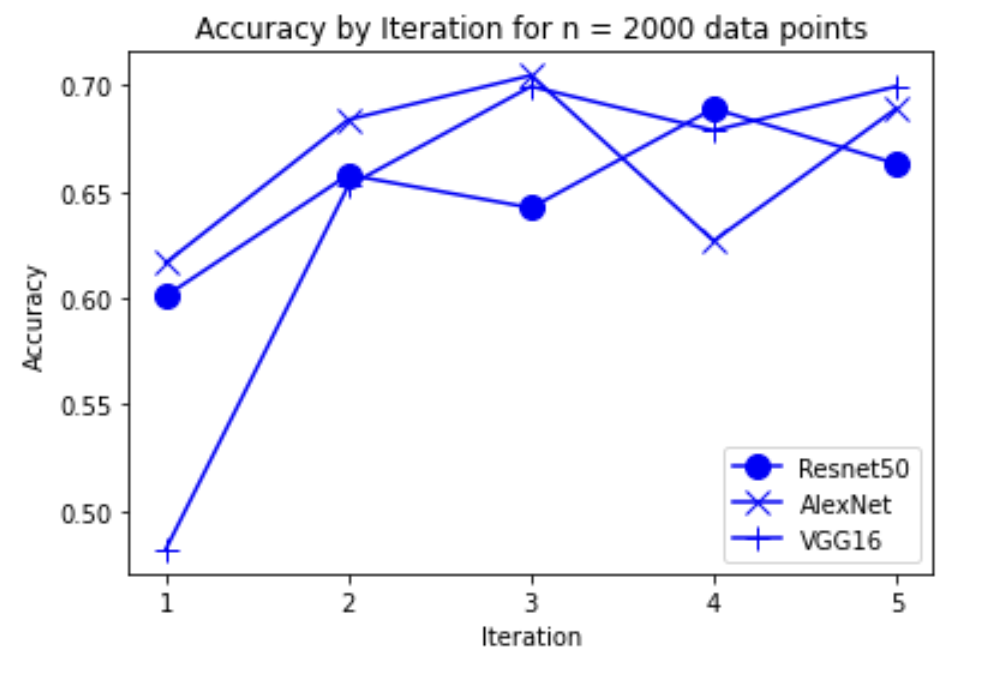 Accuracy by Iteration for n = 2000 data points
Accuracy
0.70
0.65
0.60
0.55
0.50
Resnet50
AlexNet
VGG16
1 2 3 4 5
Iteration